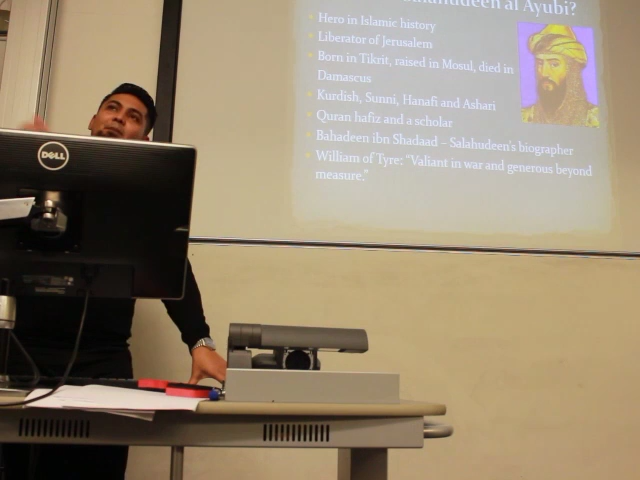 al Ayubi?
Hero in Islamic history
Liberator of Jerusalem
Born in Tikrit, raised in Mosul, died in
Damascus
Kurdish, Sunni, Hanafi and Ashari
Quran hafiz and a scholar
Bahadeen ibn Shadaad - Salahudeen's biographer
William of Tyre: "Valiant in war and generous beyond
measure."
DELL